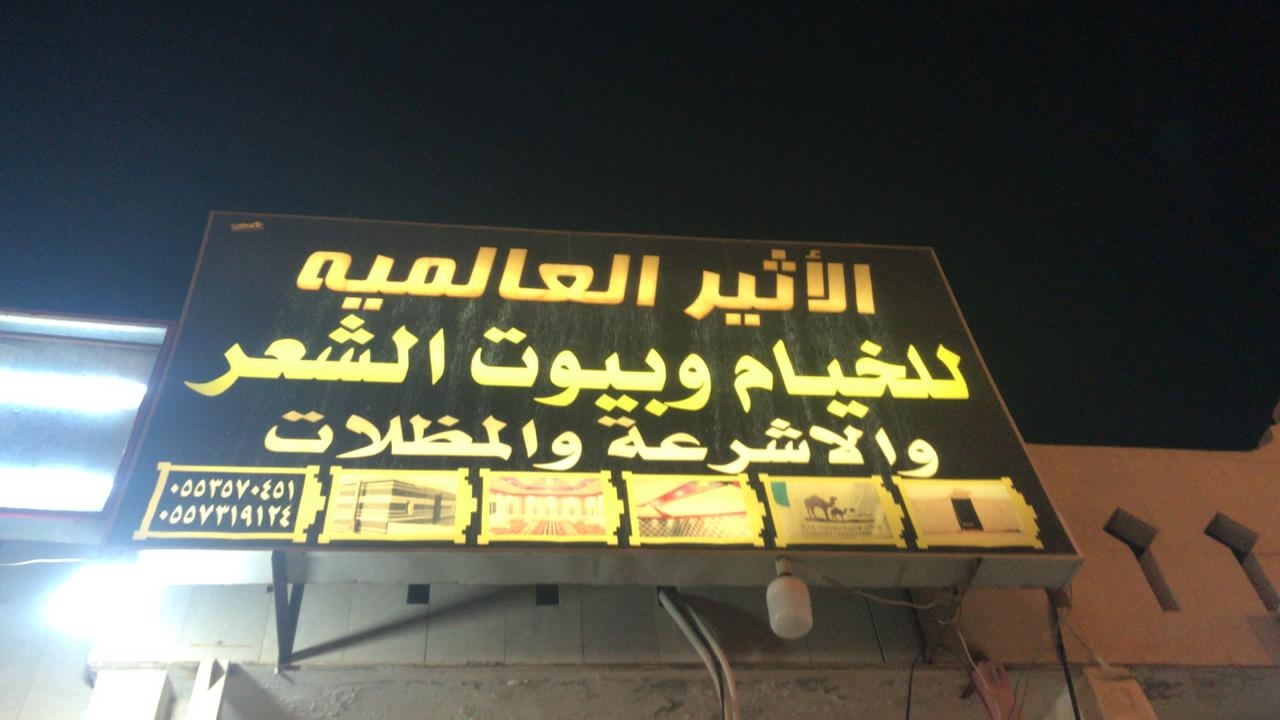 الأثير العالميه
للخيام وبيوت الشعر
والاشرعة والمظلات
٠٥٥٣٥٧٠٤٥١
٠٥٥٧٣١٩١٢٤